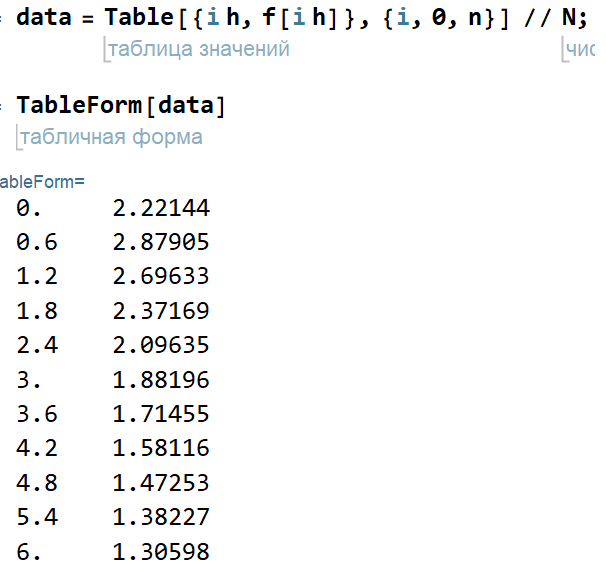 = data = Table[{i h, f[i h]}, {i, 0, n}] // N;
таблица значений чис
= TableForm[data]
табличная форма
ableForm=
0. 2.22144
0.6 2.87905
1.2 2.69633
1.8 2.37169
2.4 2.09635
3. 1.88196
3.6 1.71455
4.2 1.58116
4.8 1.47253
5.4 1.38227
6. 1.30598